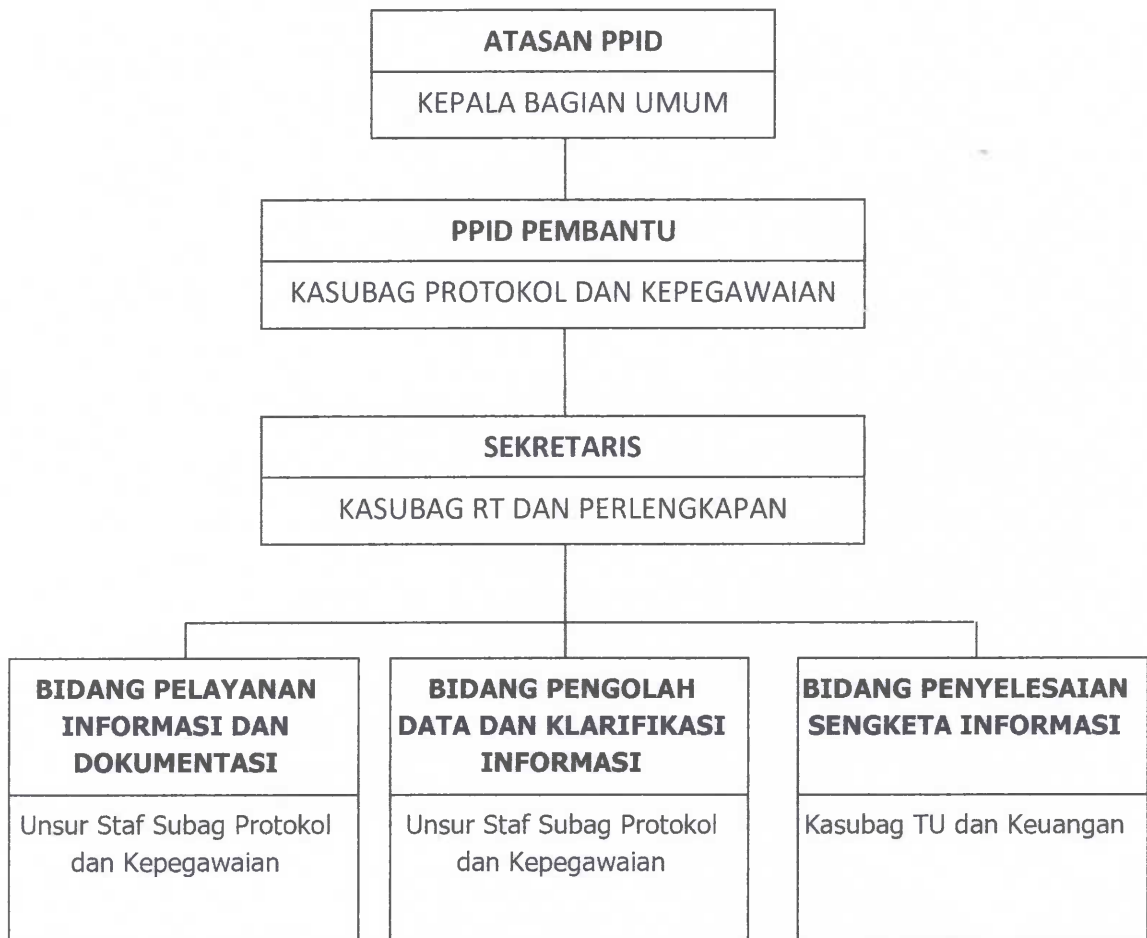 ATASAN PPID
KEPALA BAGIAN UMUM
PPID PEMBANTU
KASUBAG PROTOKOL DAN KEPEGAWAIAN
SEKRETARIS
KASUBAG RT DAN PERLENGKAPAN
BIDANG PELAYANAN
INFORMASI DAN
DOKUMENTASI
Unsur Staf Subag Protokol
dan Kepegawaian
BIDANG PENGOLAH
DATA DAN KLARIFIKASI
INFORMASI
Unsur Staf Subag Protokol
dan Kepegawaian
BIDANG PENYELESAIAN
SENGKETA INFORMASI
Kasubag TU dan Keuangan